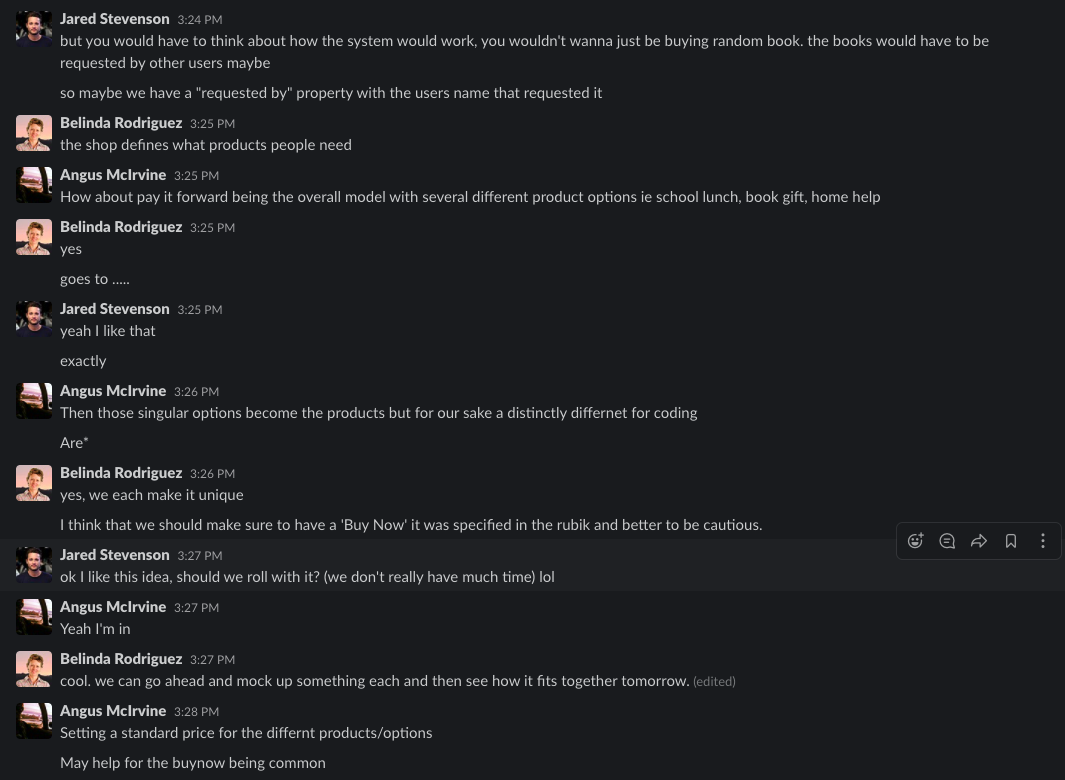 Jared Stevenson 3:24 PM
but you would have to think about how the system would work, you wouldn't wanna just be buying random book. the books would have to be
requested by other users maybe
so maybe we have a "requested by" property with the users name that requested it
Belinda Rodriguez 3:25 PM
the shop defines what products people need
Angus McIrvine 3:25 PM
How about pay it forward being the overall model with several different product options ie school lunch, book gift, home help
Belinda Rodriguez 3:25 PM
yes
goes to .....
Jared Stevenson 3:25 PM
yeah I like that
exactly
Angus McIrvine 3:26 PM
Then those singular options become the products but for our sake a distinctly differnet for coding
Are*
Belinda Rodriguez 3:26 PM
yes, we each make it unique
I think that we should make sure to have a 'Buy Now' it was specified in the rubik and better to be cautious.
Jared Stevenson 3:27 PM
ok I like this idea, should we roll with it? (we don't really have much time) lol
Angus McIrvine 3:27 PM
Yeah I'm in
Belinda Rodriguez 3:27 PM
cool. we can go ahead and mock up something each and then see how it fits together tomorrow. (edited)
Angus McIrvine 3:28 PM
Setting a standard price for the differnt products/options
May help for the buynow being common